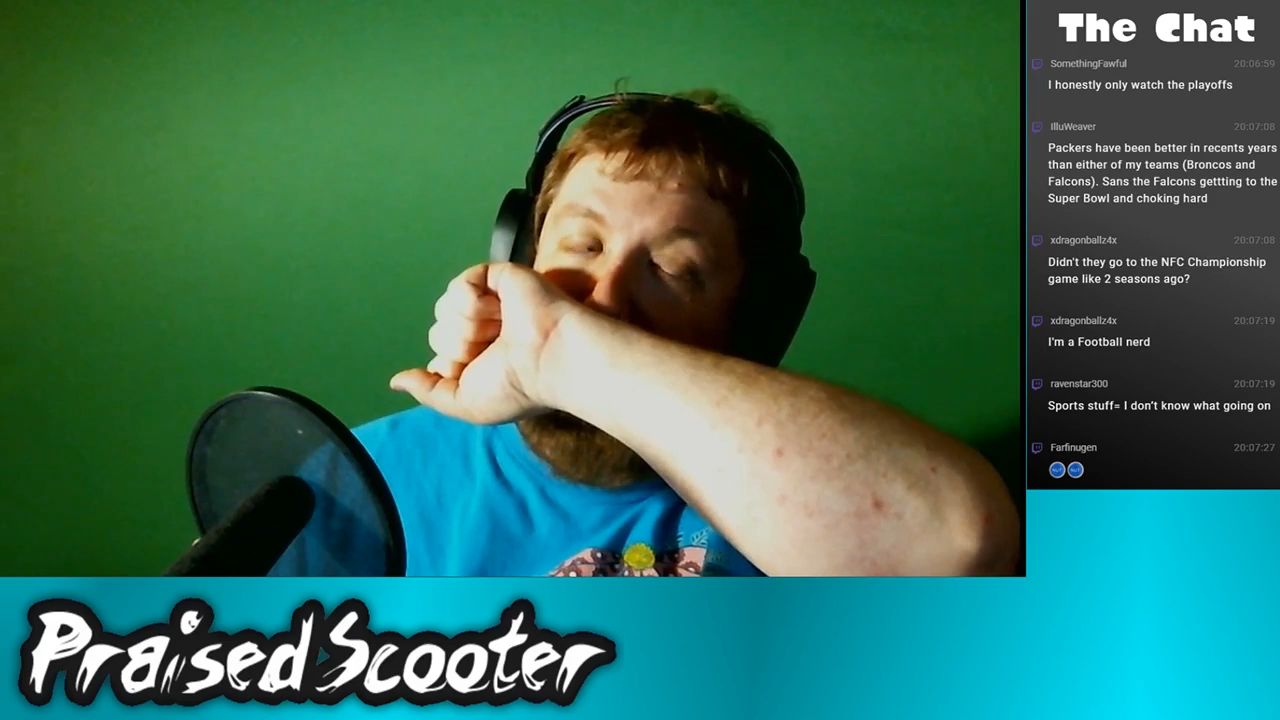 The Chat
SomethingFawful 20:06:59
I honestly only watch the playoffs
IlluWeaver 20:07:08
Packers have been better in recents years
than either of my teams (Broncos and
Falcons). Sans the Falcons gettting to the
Super Bowl and choking hard
xdragonballz4x 20:07:08
Didn't they go to the NFC Championship
game like 2 seasons ago?
xdragonballz4x 20:07:19
I'm a Football nerd
ravenstar300 20:07:19
Sports stuff= I don't know what going on
Farfinugen 20:07:27
PraisedScooter